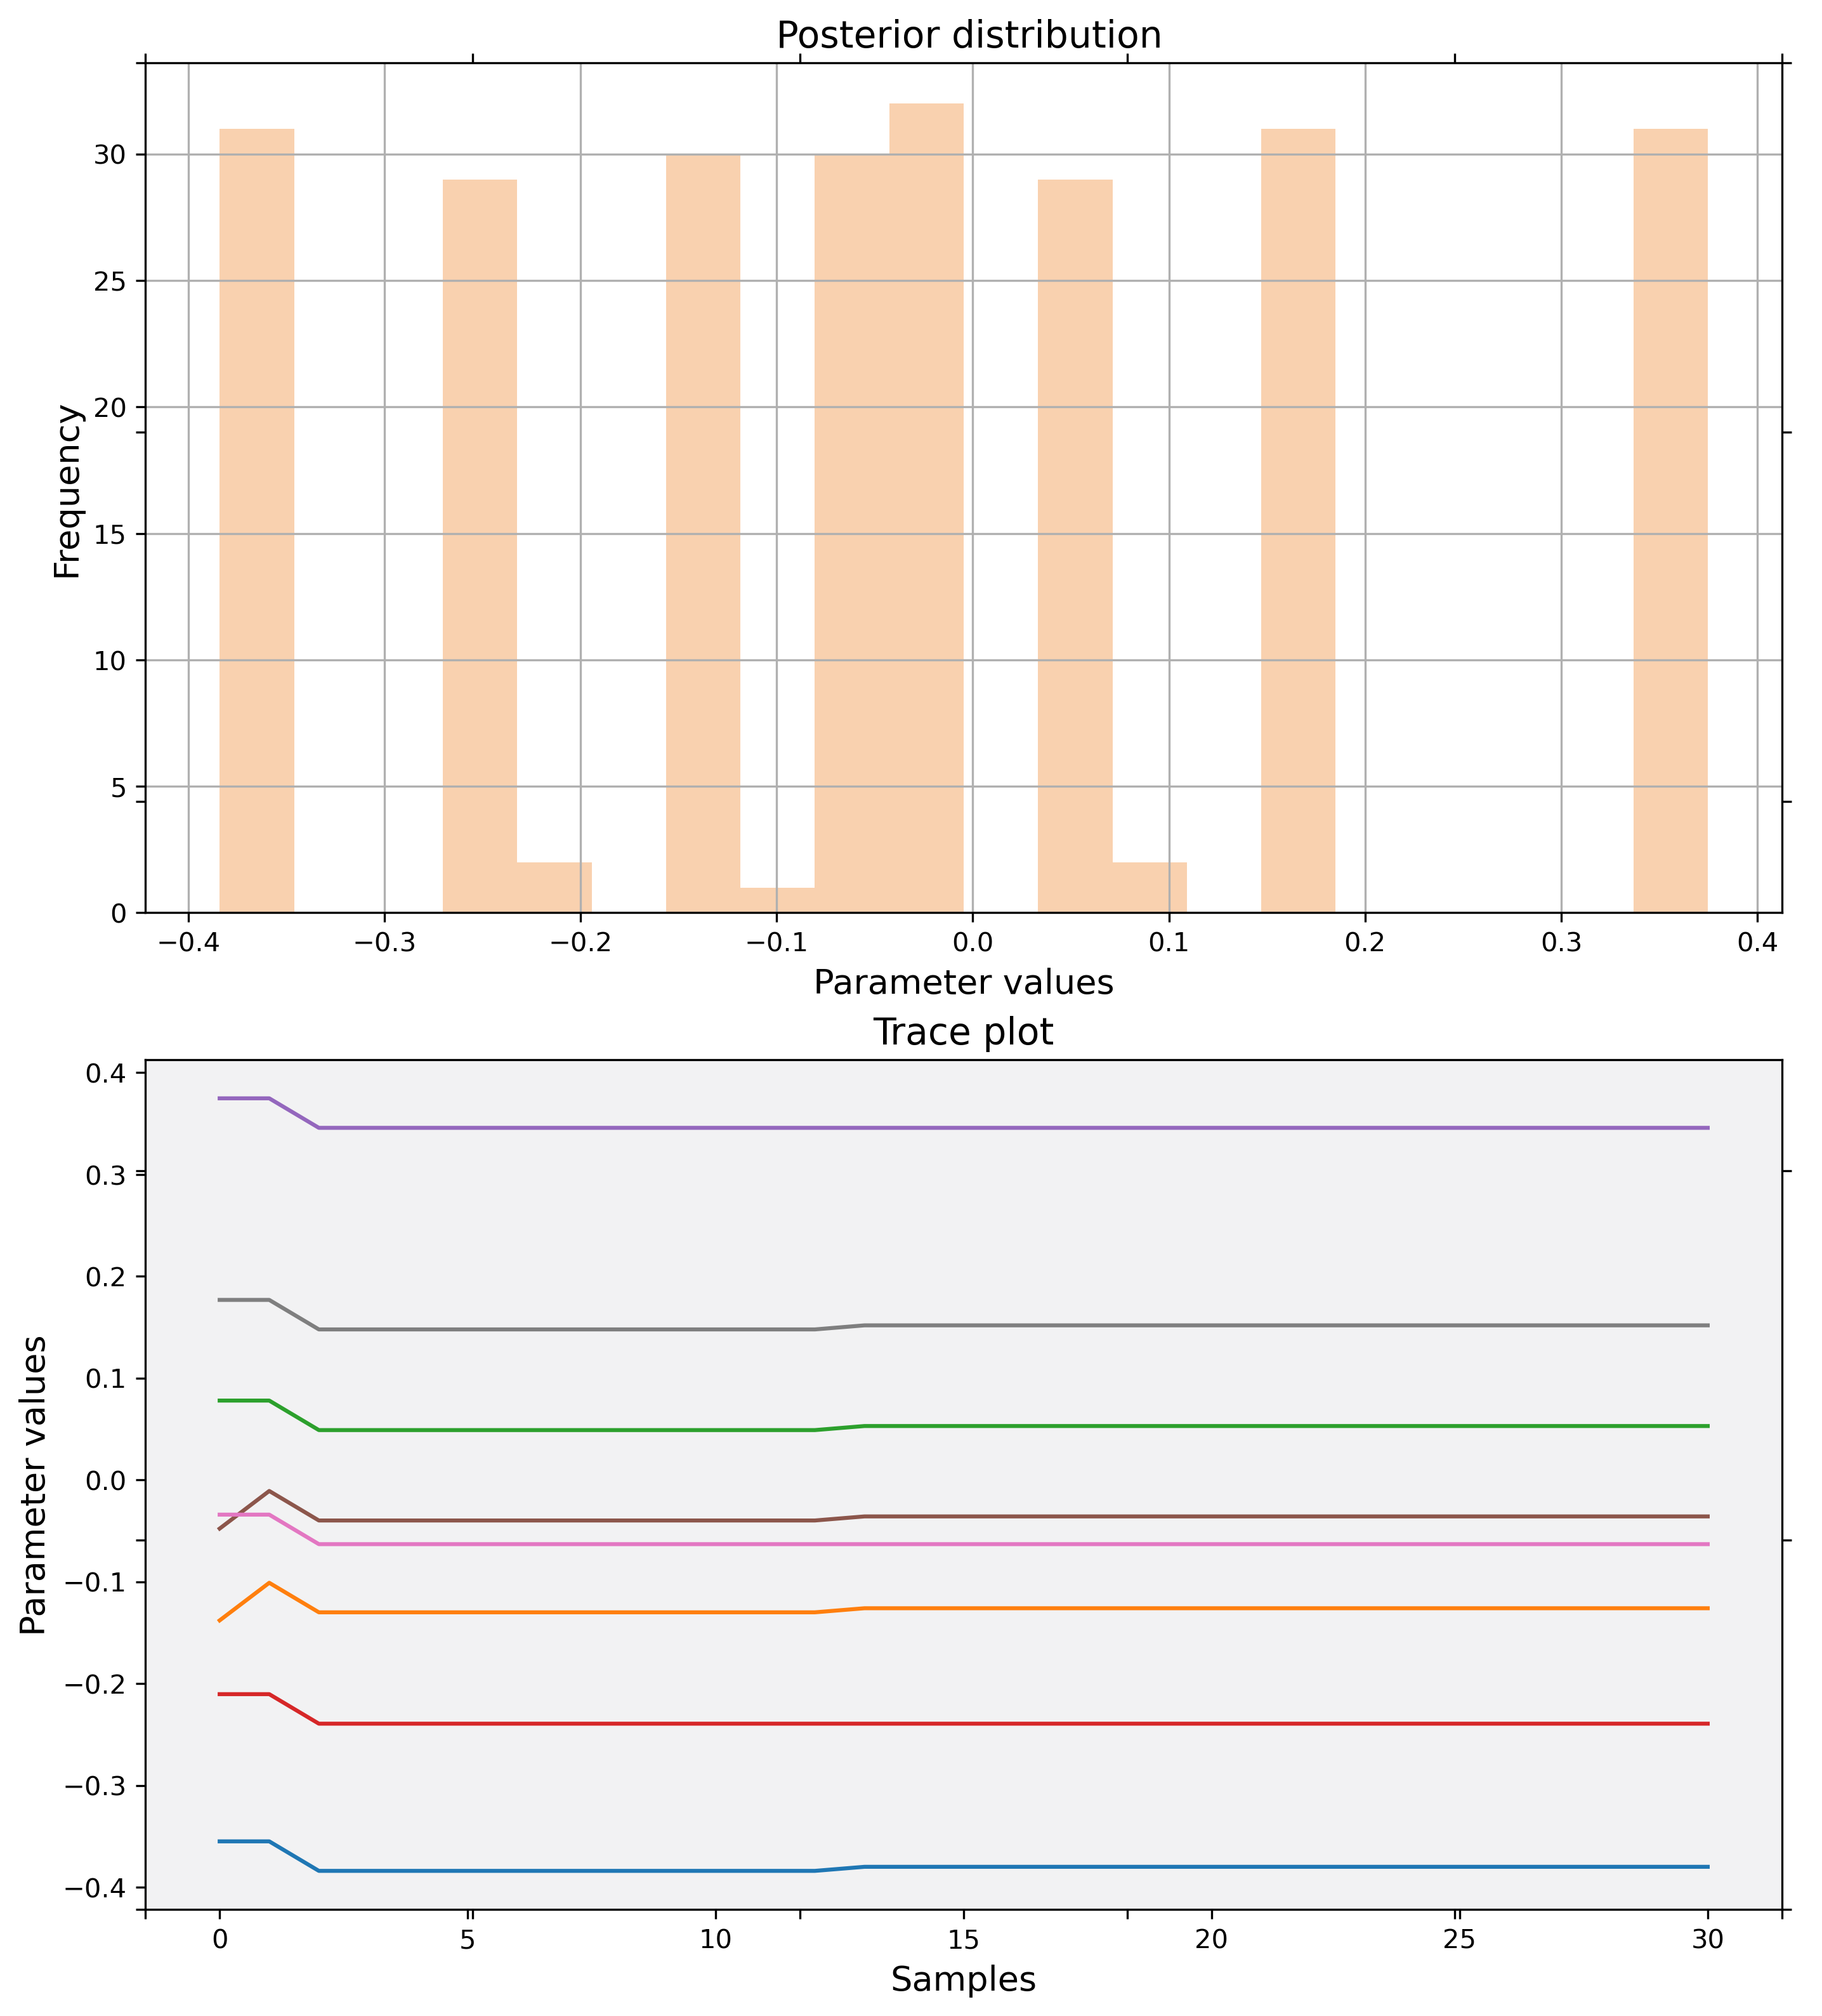 Posterior distribution
30
25
20
15
10
5
0
Frequency
−0.4 −0.3 −0.2 −0.1 0.0 0.1 0.2 0.3 0.4
Parameter values
Trace plot
0.4
0.3
0.2
0.1
0.0
−0.1
−0.2
−0.3
−0.4
Parameter values
0 5 10 15 20 25 30
Samples